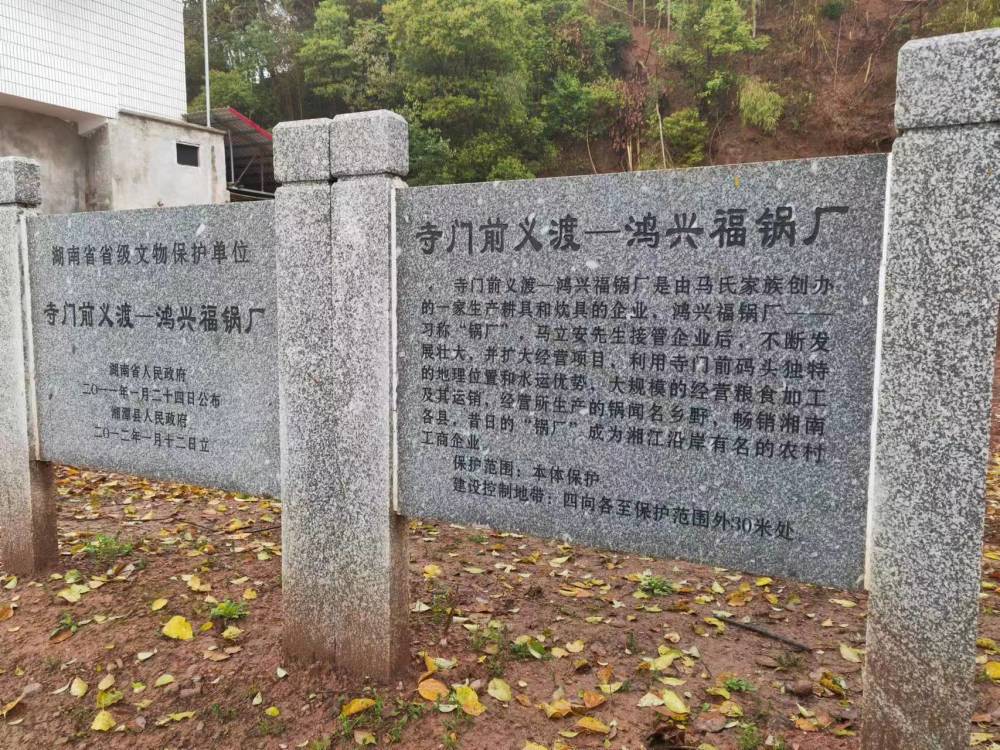 湖南省省级文物保护单位
寺门前义渡—鸿兴福锅厂
湖南省人民政府
二〇一一年一月二十四日公布
湘潭县人民政府
二〇一二年一月十二日立
寺门前义渡—鸿兴福锅厂
寺门前义渡—鸿兴福锅厂是由马氏家族创办
的一家生产耕具和炊具的企业，鸿兴福锅厂——
习称“锅厂”，马立安先生接管企业后，不断发
展壮大，并扩大经营项目，利用寺门前码头独特
的地理位置和水运优势，大规模的经营粮食加工
及其运销，经营所生产的锅闻名乡野，畅销湘南
各县，昔日的“锅厂”成为湘江沿岸有名的农村
工商企业
保护范围：本体保护
建设控制地带：四向各至保护范围外30米处